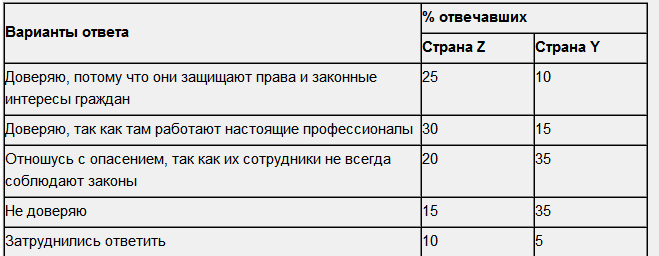 Варианты ответа
% отвечавших
Страна Z
Страна Y
Доверяю, потому что они защищают права и законные
интересы граждан
25
10
Доверяю, так как там работают настоящие профессионалы
30
15
Отношусь с опасением, так как их сотрудники не всегда
соблюдают законы
20
35
Не доверяю
15
35
Затруднились ответить
10
5